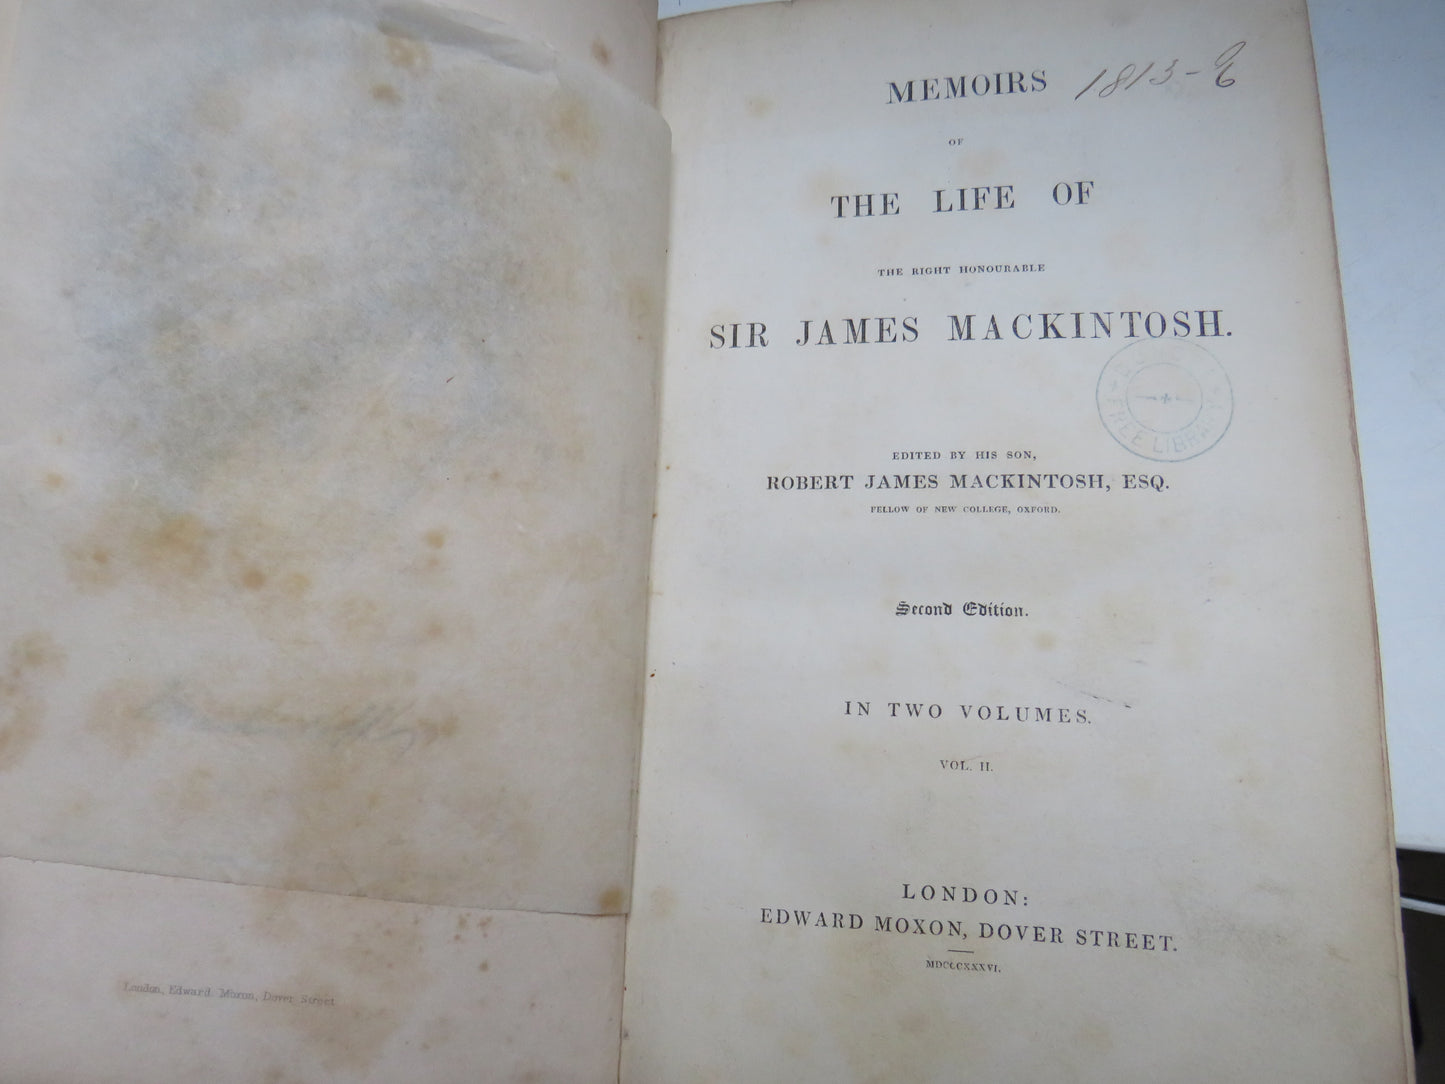 London, Edward Moxon, Dover Street
MEMOIRS 1813-E
OF
THE LIFE OF
THE RIGHT HONOURABLE
SIR JAMES MACKINTOSH.
FREE LIBRARY
EDITED BY HIS SON,
ROBERT JAMES MACKINTOSH, ESQ.
FELLOW OF NEW COLLEGE, OXFORD.
Second Edition.
IN TWO VOLUMES.
VOL. II.
LONDON:
EDWARD MOXON, DOVER STREET.
MDCCCXXXVI.